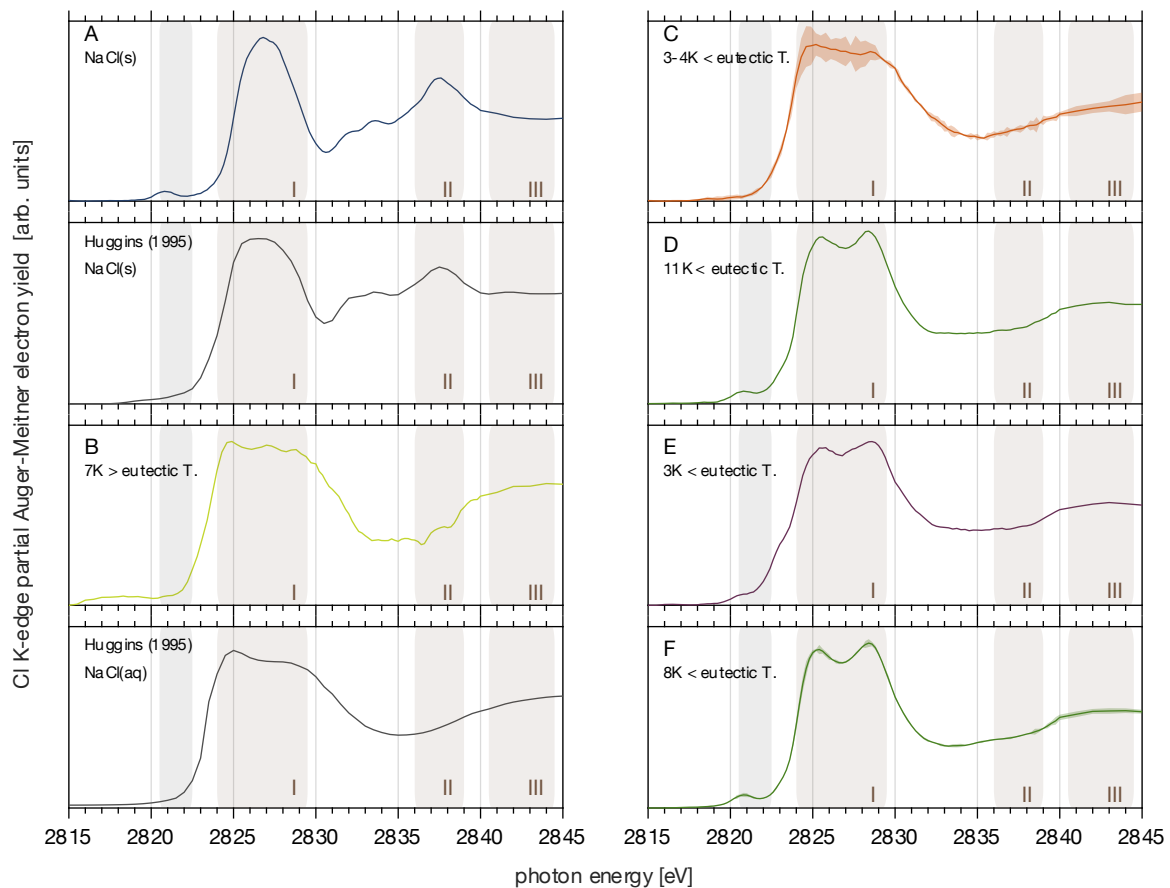 Cl K-edge partial Auger-Meitner electron yield [arb. units]
A
NaCl(s)
I II III
Huggins (1995)
NaCl(s)
I II III
B
7K > eutectic T.
I II III
Huggins (1995)
NaCl(aq)
I II III
2815 2820 2825 2830 2835 2840 2845
C
3-4K < eutectic T.
I II III
D
11K < eutectic T.
I II III
E
3K < eutectic T.
I II III
F
8K < eutectic T.
I II III
2815 2820 2825 2830 2835 2840 2845
photon energy [eV]